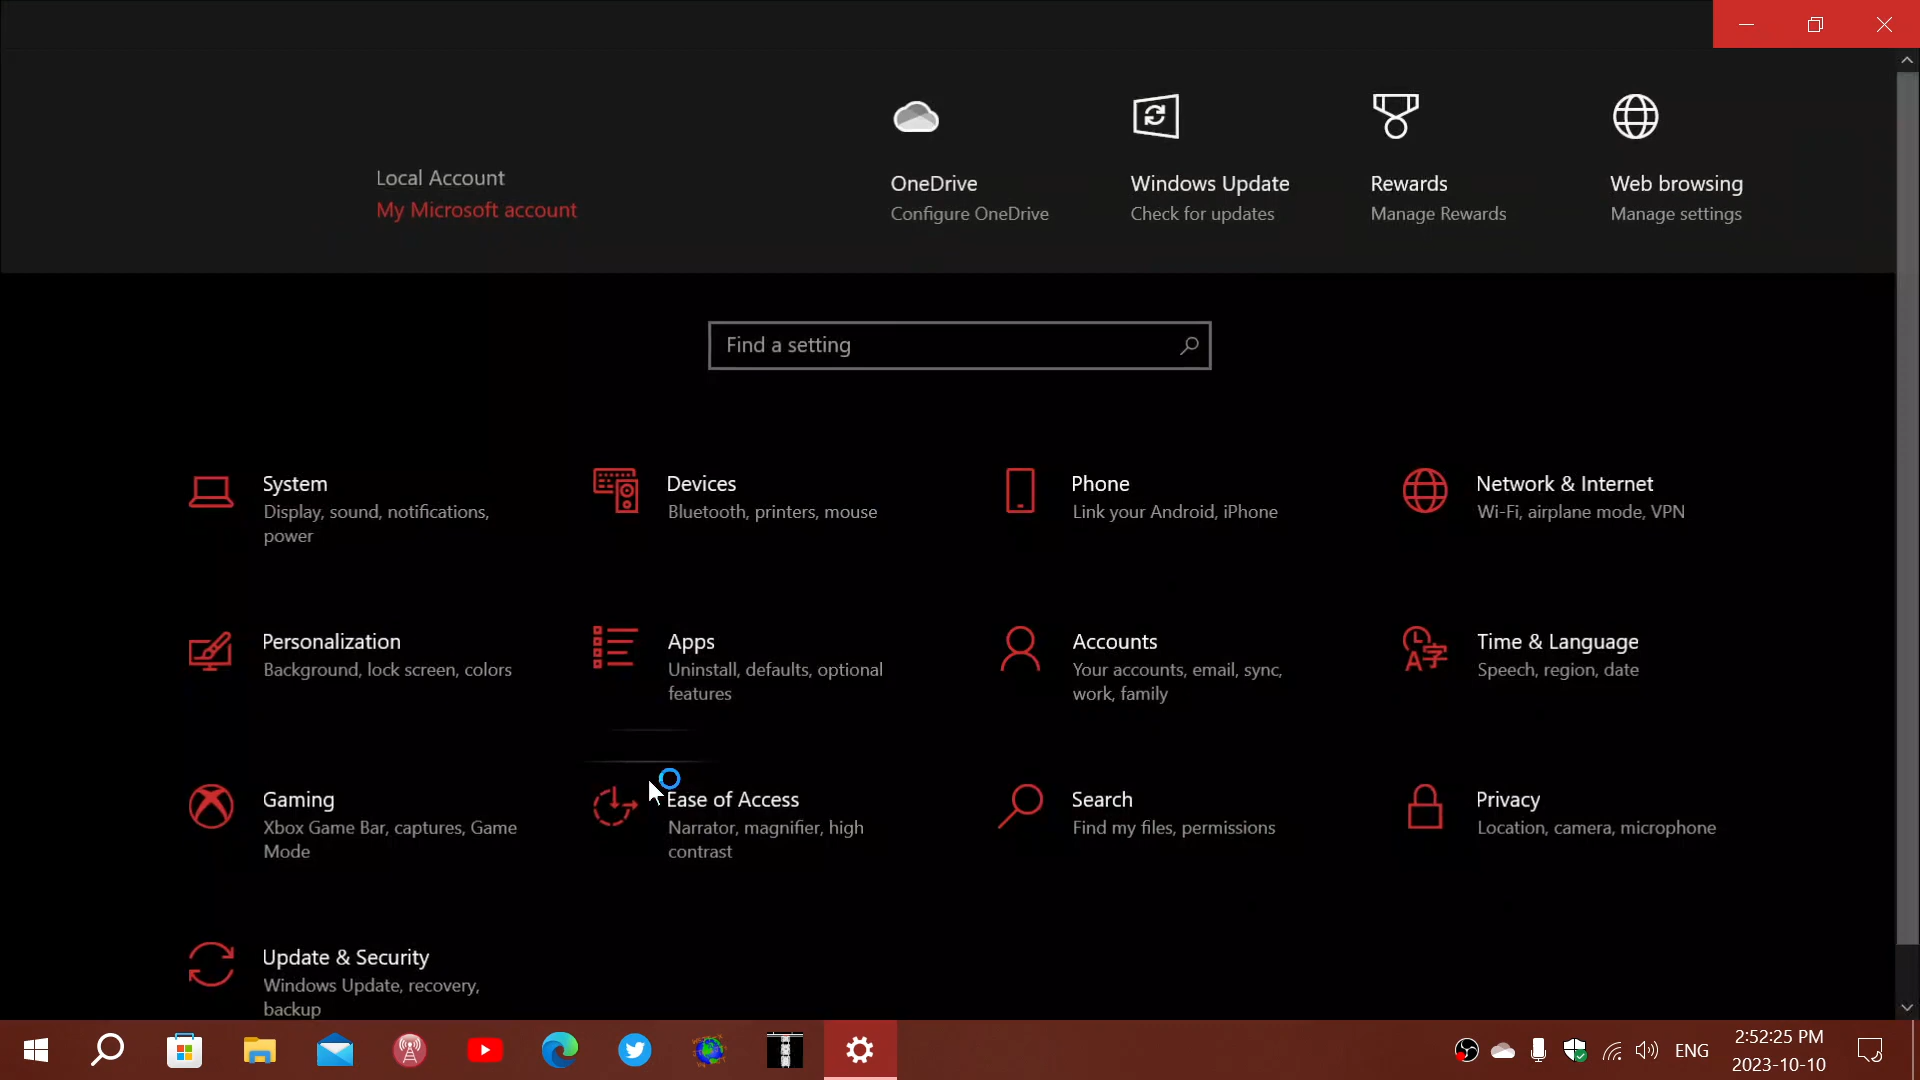 Local Account
My Microsoft account
OneDrive
Configure OneDrive
Windows Update
Check for updates
Rewards
Manage Rewards
Web browsing
Manage settings
Find a setting
System
Display, sound, notifications,
power
Devices
Bluetooth, printers, mouse
Phone
Link your Android, iPhone
Network & Internet
Wi-Fi, airplane mode, VPN
Personalization
Background, lock screen, colors
Apps
Uninstall, defaults, optional
features
Accounts
Your accounts, email, sync,
work, family
Time & Language
Speech, region, date
Gaming
Xbox Game Bar, captures, Game
Mode
Ease of Access
Narrator, magnifier, high
contrast
Search
Find my files, permissions
Privacy
Location, camera, microphone
Update & Security
Windows Update, recovery,
backup
ENG
2:52:25 PM
2023-10-10